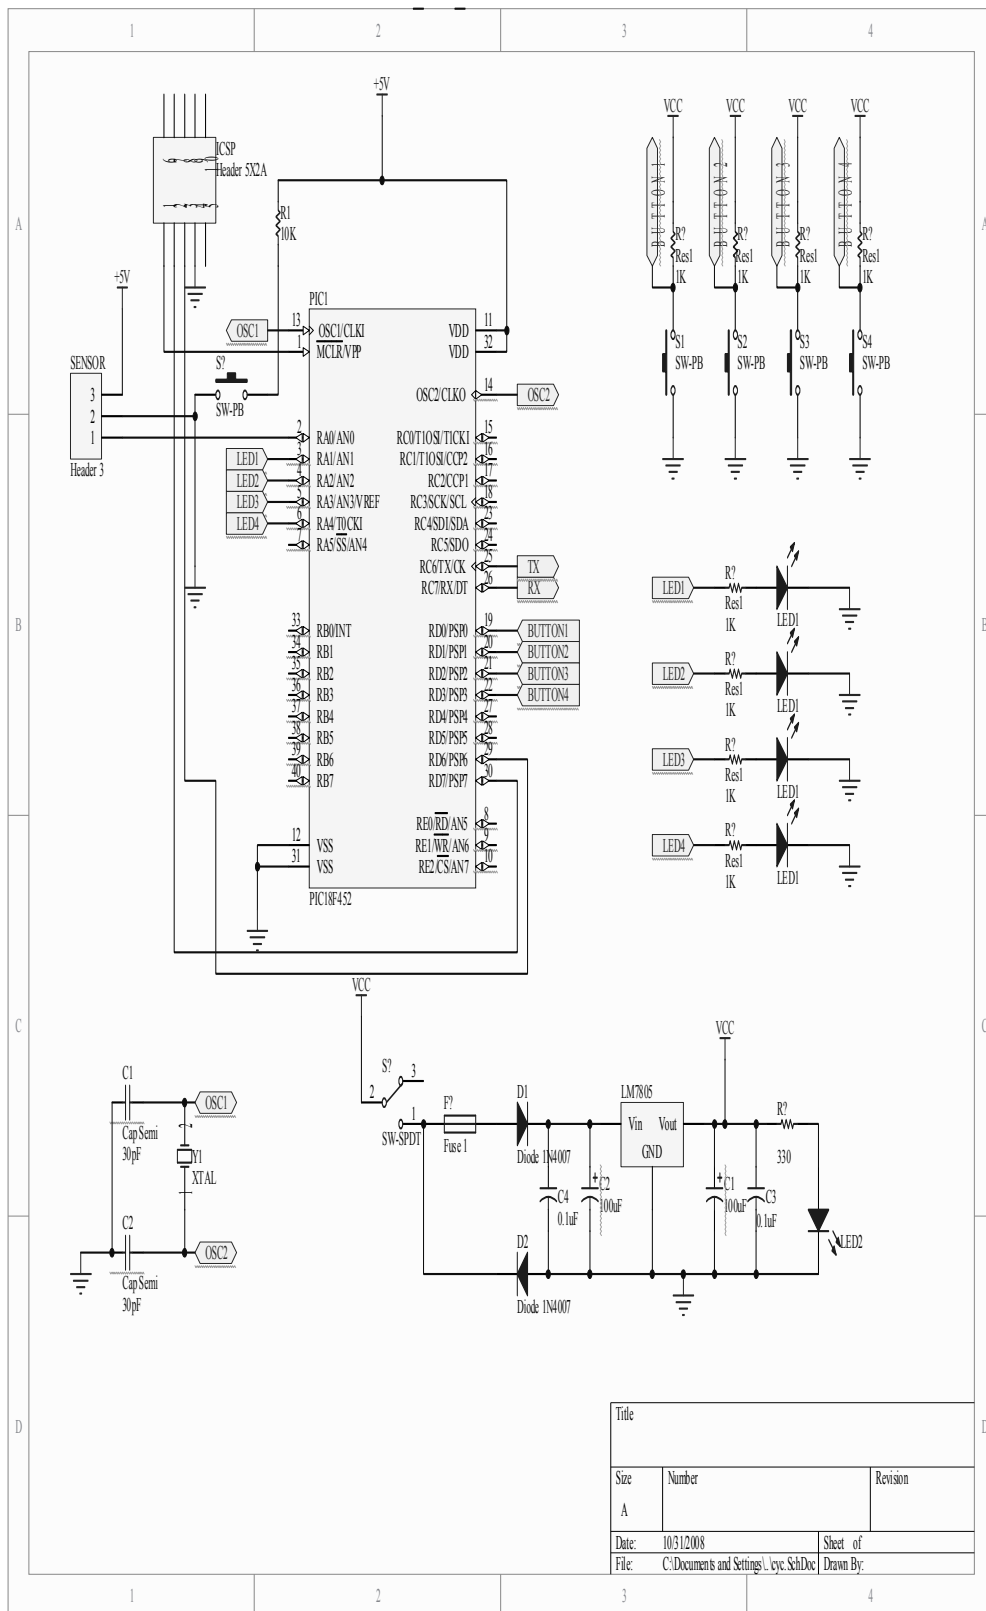 1 2 3 4
A
B
C
D
A
B
C
D
ICSP
Header 5X2A
+5V
R1
10K
+5V
SENSOR
3
2
1
Header 3
S?
SW-PB
PIC1
OSC1 13 OSC1/CLKI
1 MCLR/VPP
2 RA0/AN0
LED1 3 RA1/AN1
LED2 4 RA2/AN2
LED3 5 RA3/AN3/VREF
LED4 6 RA4/T0CKI
7 RA5/SS/AN4
33 RB0/INT
34 RB1
35 RB2
36 RB3
37 RB4
38 RB5
39 RB6
40 RB7
12 VSS
31 VSS
VDD 11
VDD 32
OSC2/CLKO 14 OSC2
RC0/T1OSI/T1CKI 15
RC1/T1OSI/CCP2 16
RC2/CCP1 17
RC3/SCK/SCL 18
RC4/SDI/SDA 23
RC5/SDO 24
RC6/TX/CK 25 TX
RC7/RX/DT 26 RX
RD0/PSP0 19 BUTTON1
RD1/PSP1 20 BUTTON2
RD2/PSP2 21 BUTTON3
RD3/PSP3 22 BUTTON4
RD4/PSP4 27
RD5/PSP5 28
RD6/PSP6 29
RD7/PSP7 30
RE0/RD/AN5 8
RE1/WR/AN6 9
RE2/CS/AN7 10
PIC18F452
VCC VCC VCC VCC
BUTTON1 BUTTON2 BUTTON3 BUTTON4
R? R? R? R?
Res1 Res1 Res1 Res1
1K 1K 1K 1K
S1 S2 S3 S4
SW-PB SW-PB SW-PB SW-PB
LED1 R? Res1 1K LED1
LED2 R? Res1 1K LED1
LED3 R? Res1 1K LED1
LED4 R? Res1 1K LED1
C1
Cap Semi
30pF
OSC1
2
Y1
XTAL
1
C2
Cap Semi
30pF
OSC2
VCC
S?
3
2
1
SW-SPDT
F?
Fuse 1
D1
Diode 1N4007
LM7805
Vin Vout
GND
VCC
R?
330
C4
0.1uF
C2
100uF
C1
100uF
C3
0.1uF
LED2
D2
Diode 1N4007
Title
Size
A
Number
Revision
Date: 10/31/2008 Sheet of
File: C:\Documents and Settings\..\cyc.SchDoc Drawn By:
1 2 3 4